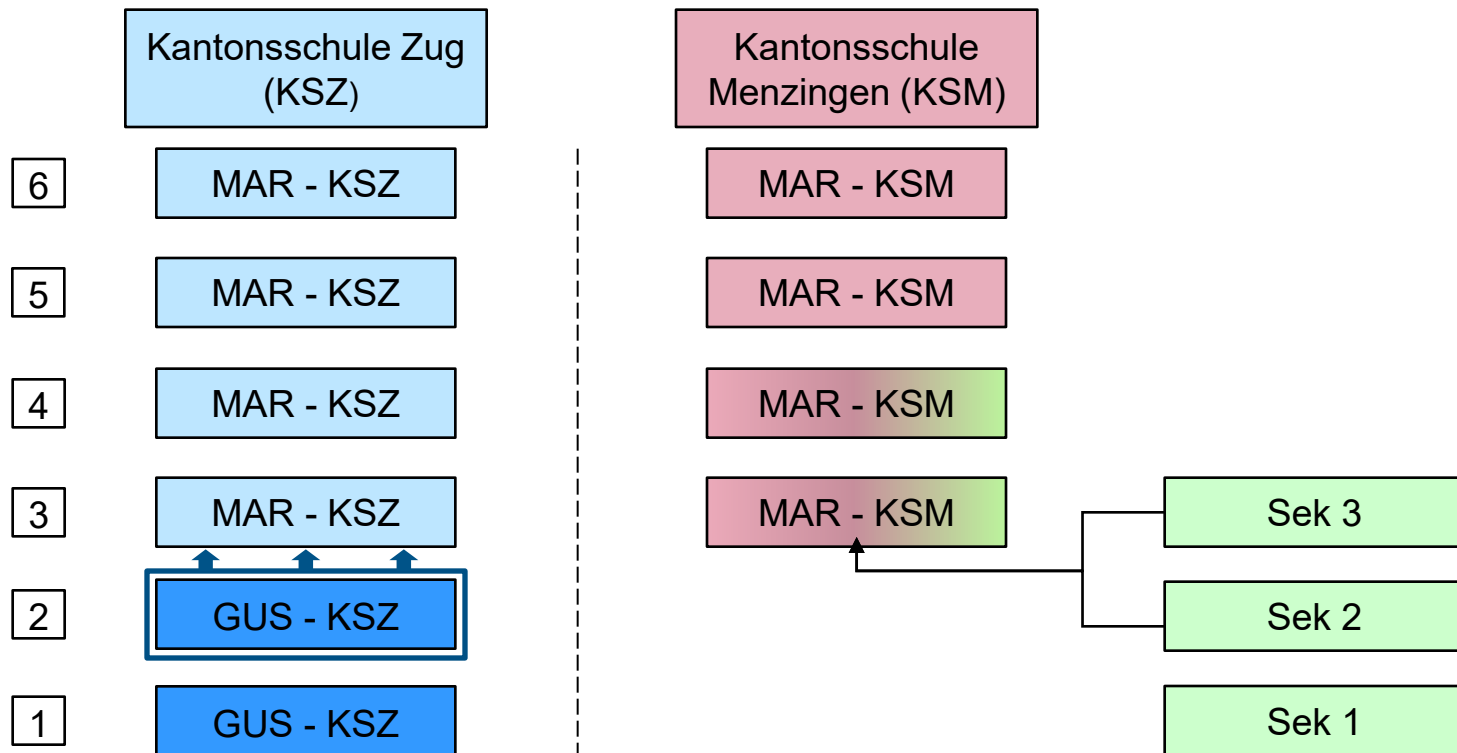 Kantonsschule Zug
(KSZ)
Kantonsschule
Menzingen (KSM)
6
MAR - KSZ
MAR - KSM
5
MAR - KSZ
MAR - KSM
4
MAR - KSZ
MAR - KSM
3
MAR - KSZ
MAR - KSM
Sek 3
2
GUS - KSZ
Sek 2
1
GUS - KSZ
Sek 1